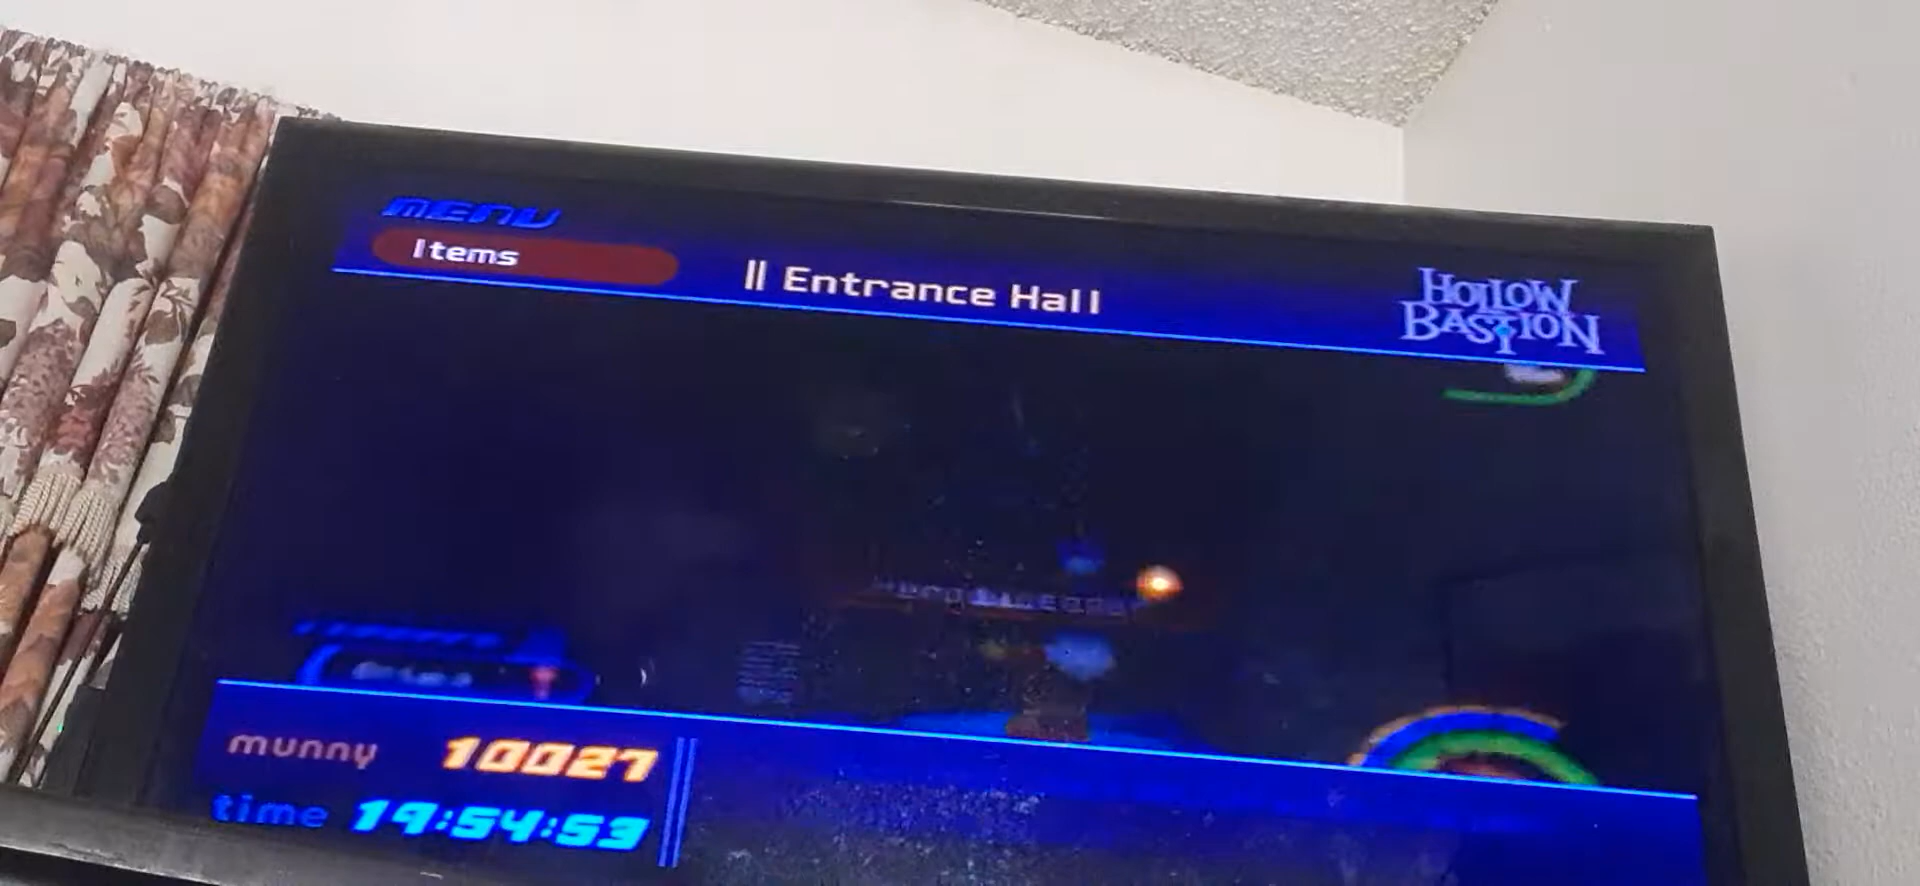 MENU
Items
|| Entrance Hall
HOLLOW
BASTION
munny 10027
time 19:54:53